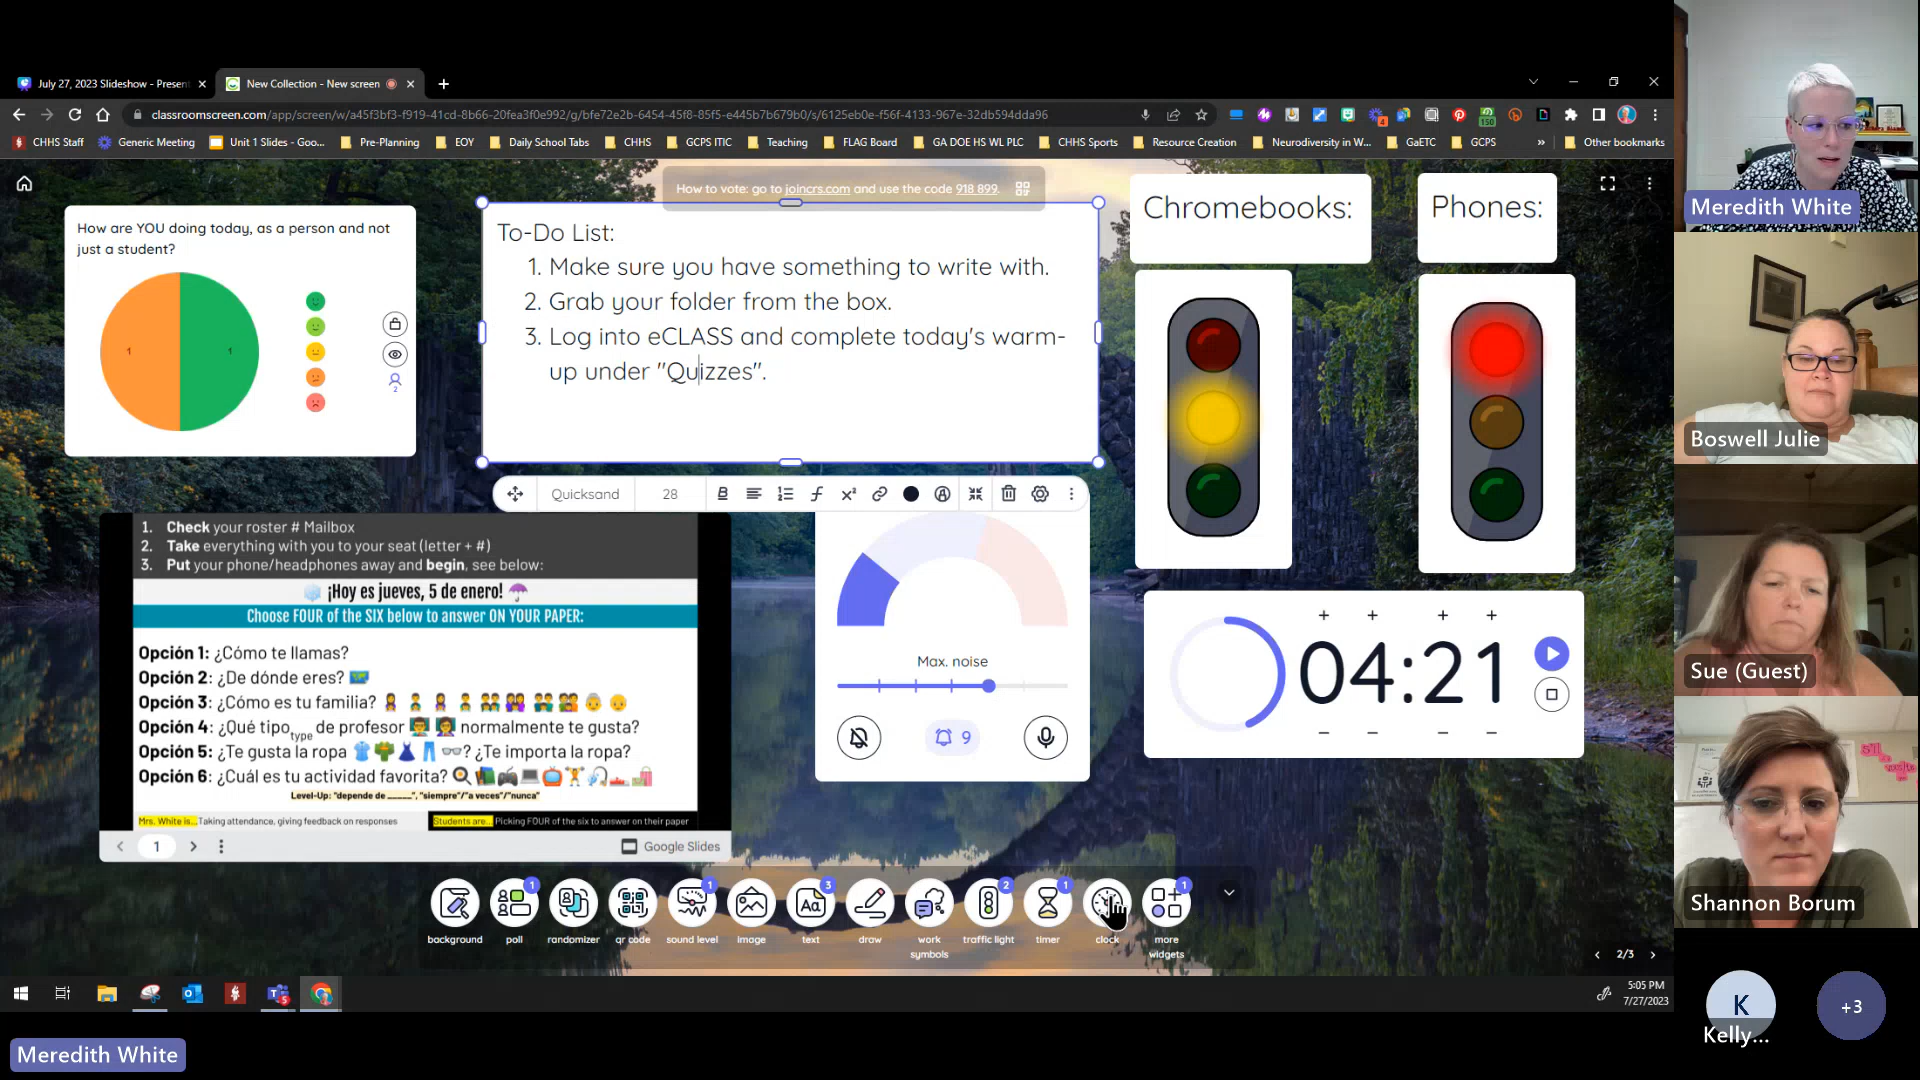 July 27, 2023 Slideshow - Present
New Collection - New screen
classroomscreen.com/app/screen/w/a45f3bf3-f919-41cd-8b66-20fea3f0e992/g/bfe72e2b-6454-45f8-85f5-e445b7b679b0/s/6125eb0e-f56f-4133-967e-32db594dda96
CHHS Staff
Generic Meeting
Unit 1 Slides - Goo...
Pre-Planning
EOY
Daily School Tabs
CHHS
GCPS ITIC
Teaching
FLAG Board
GA DOE HS WL PLC
CHHS Sports
Resource Creation
Neurodiversity in W...
GaETC
GCPS
»
Other bookmarks
How to vote: go to joincrs.com and use the code 918 899.
How are YOU doing today, as a person and not
just a student?
1
1
2
To-Do List:
1. Make sure you have something to write with.
2. Grab your folder from the box.
3. Log into eCLASS and complete today's warm-
up under "Quizzes".
Quicksand
28
Chromebooks:
Phones:
1. Check your roster # Mailbox
2. Take everything with you to your seat (letter + #)
3. Put your phone/headphones away and begin, see below:
¡Hoy es jueves, 5 de enero!
Choose FOUR of the SIX below to answer ON YOUR PAPER:
Opción 1: ¿Cómo te llamas?
Opción 2: ¿De dónde eres?
Opción 3: ¿Cómo es tu familia?
Opción 4: ¿Qué tipo type de profesor normalmente te gusta?
Opción 5: ¿Te gusta la ropa ? ¿Te importa la ropa?
Opción 6: ¿Cuál es tu actividad favorita?
Level-Up: "depende de _____", "siempre"/"a veces"/"nunca"
Mrs. White is... Taking attendance, giving feedback on responses
Students are... Picking FOUR of the six to answer on their paper
1
Google Slides
Max. noise
9
04:21
background
poll
1
randomizer
qr code
sound level
1
image
text
3
draw
work symbols
traffic light
2
timer
1
clock
more widgets
1
2/3
5:05 PM
7/27/2023
Meredith White
Meredith White
Boswell Julie
Sue (Guest)
Shannon Borum
K
Kelly...
+3